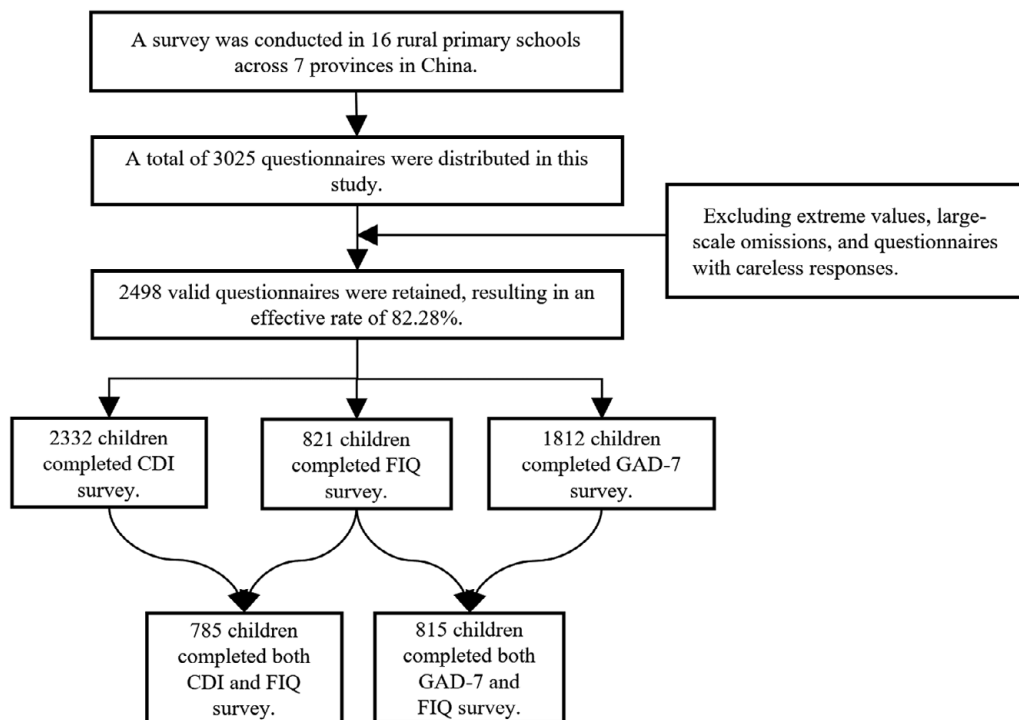 A survey was conducted in 16 rural primary schools
across 7 provinces in China.
A total of 3025 questionnaires were distributed in this
study.
Excluding extreme values, large-
scale omissions, and questionnaires
with careless responses.
2498 valid questionnaires were retained, resulting in an
effective rate of 82.28%.
2332 children
completed CDI
survey.
821 children
completed FIQ
survey.
1812 children
completed GAD-7
survey.
785 children
completed both
CDI and FIQ
survey.
815 children
completed both
GAD-7 and
FIQ survey.